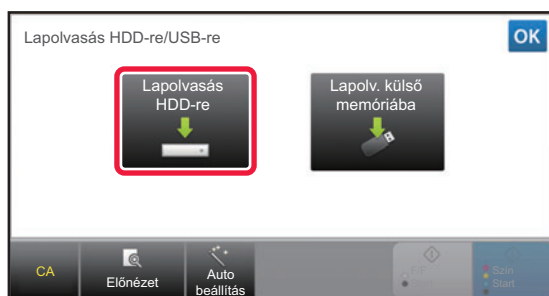 Lapolvasás HDD-re/USB-re
OK
Lapolvasás
HDD-re
Lapolv. külső
memóriába
CA
Előnézet
Auto
beállítás
Szín
Start